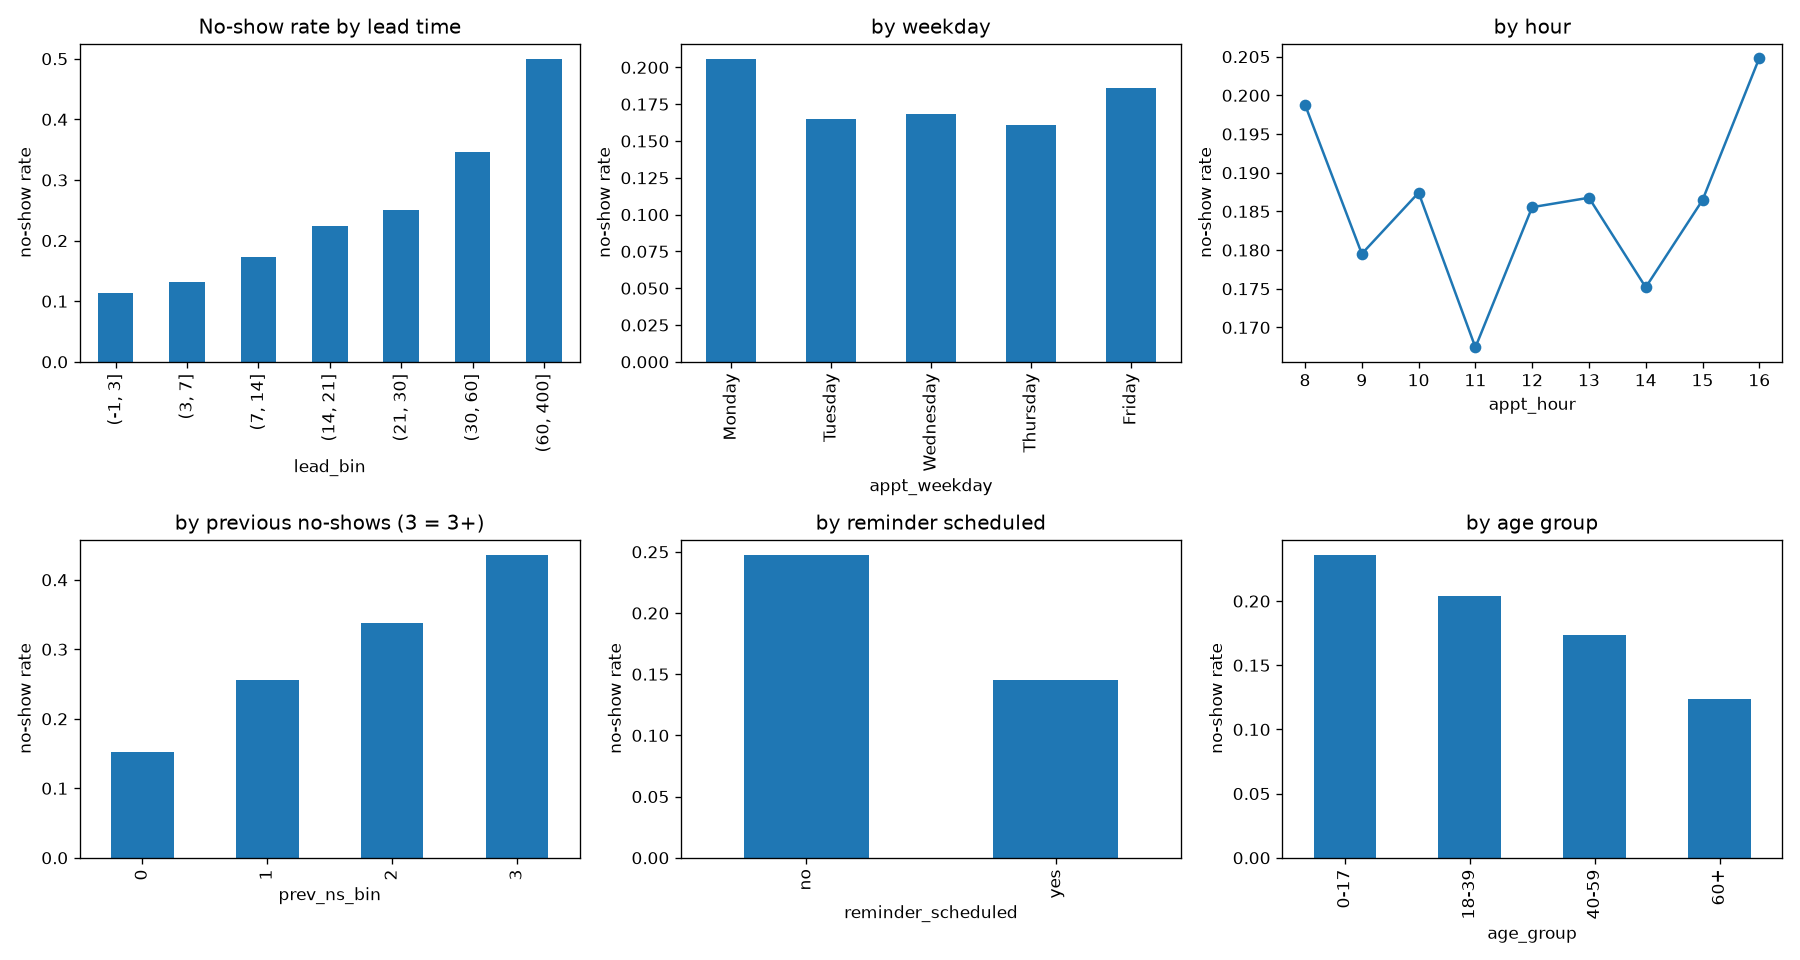 No-show rate by lead time
no-show rate
0.5
0.4
0.3
0.2
0.1
0.0
(-1, 3]
(3, 7]
(7, 14]
(14, 21]
(21, 30]
(30, 60]
(60, 400]
lead_bin
by weekday
no-show rate
0.200
0.175
0.150
0.125
0.100
0.075
0.050
0.025
0.000
Monday
Tuesday
Wednesday
Thursday
Friday
appt_weekday
by hour
no-show rate
0.205
0.200
0.195
0.190
0.185
0.180
0.175
0.170
8 9 10 11 12 13 14 15 16
appt_hour
by previous no-shows (3 = 3+)
no-show rate
0.4
0.3
0.2
0.1
0.0
0
1
2
3
prev_ns_bin
by reminder scheduled
no-show rate
0.25
0.20
0.15
0.10
0.05
0.00
no
yes
reminder_scheduled
by age group
no-show rate
0.20
0.15
0.10
0.05
0.00
0-17
18-39
40-59
60+
age_group